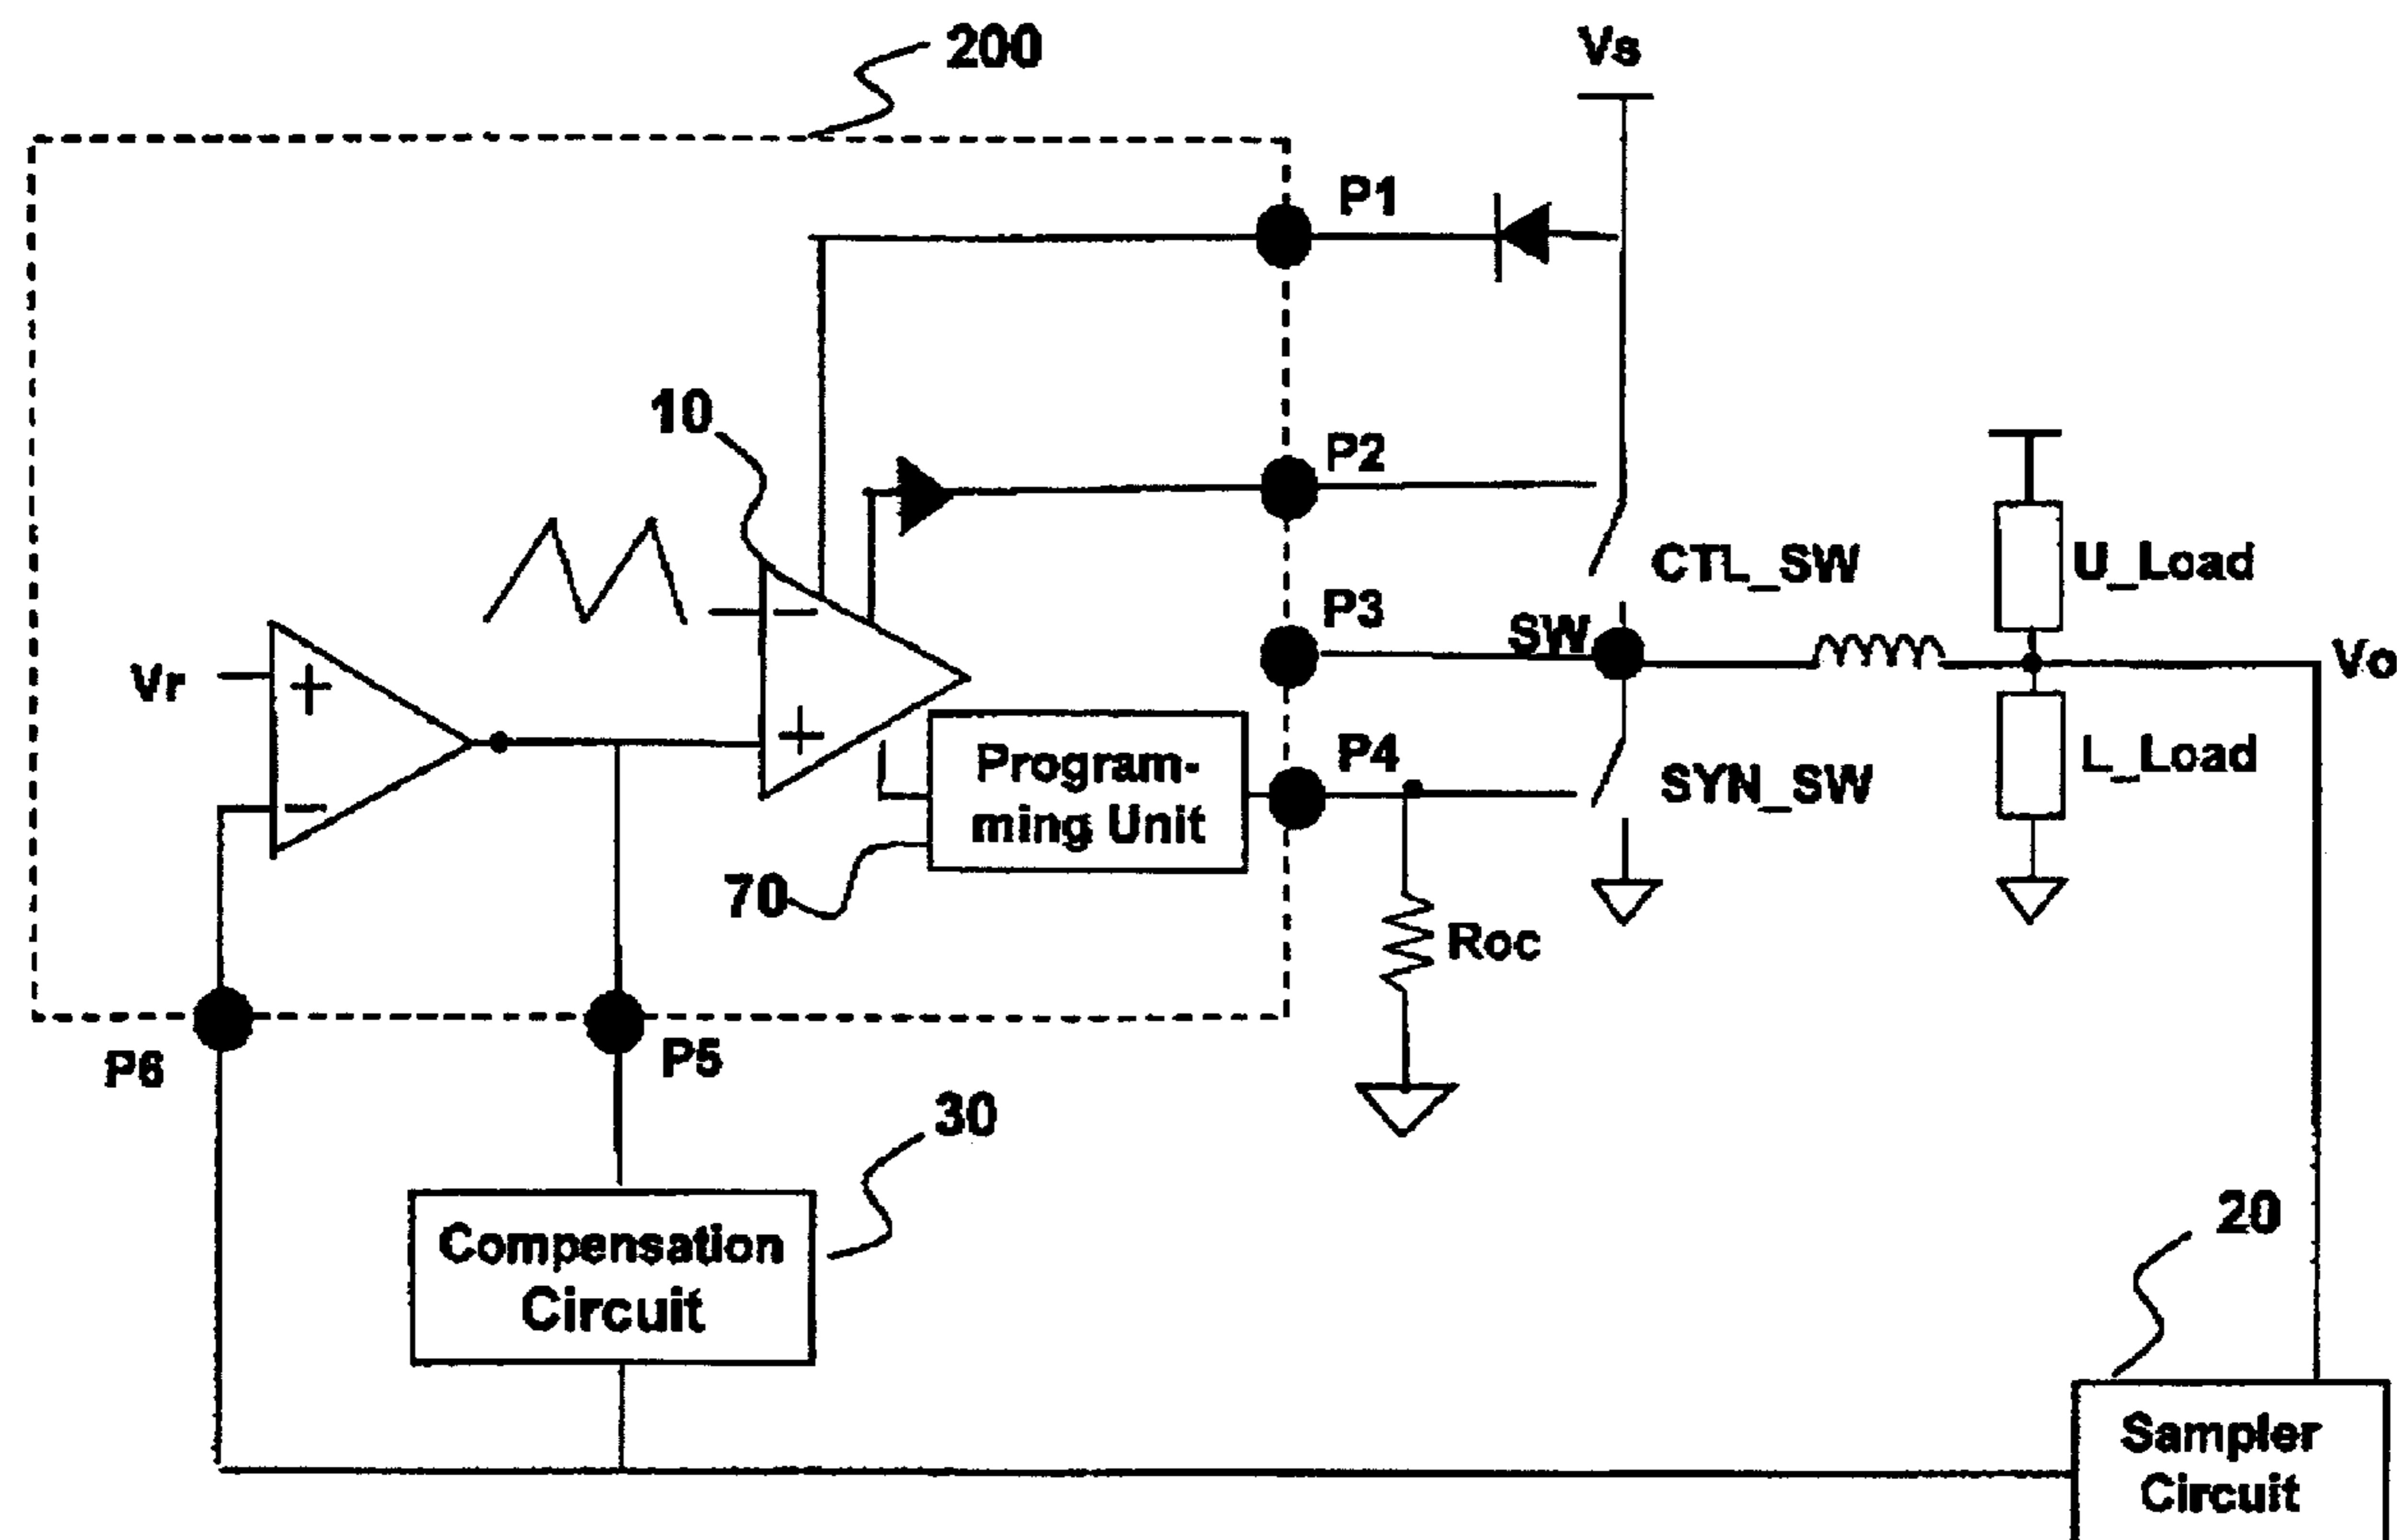 200
Vs
P1
10
P2
CTL_SW
U_Load
P3
SW
Vr
+
−
Vo
+
−
Program-
ming Unit
P4
SYN_SW
L_Load
70
Roc
P6
P5
30
Compensation
Circuit
20
Sampler
Circuit